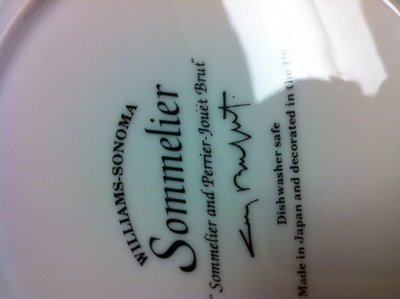 WILLIAMS-SONOMA
Sommelier
" Sommelier and Perrier-Jouët Brut"
Dishwasher safe
Made in Japan and decorated in the